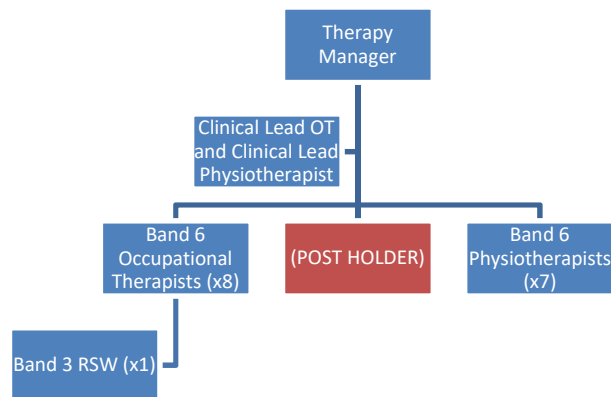 Therapy
Manager
Clinical Lead OT
and Clinical Lead
Physiotherapist
Band 6
Occupational
Therapists (x8)
(POST HOLDER)
Band 6
Physiotherapists
(x7)
Band 3 RSW (x1)